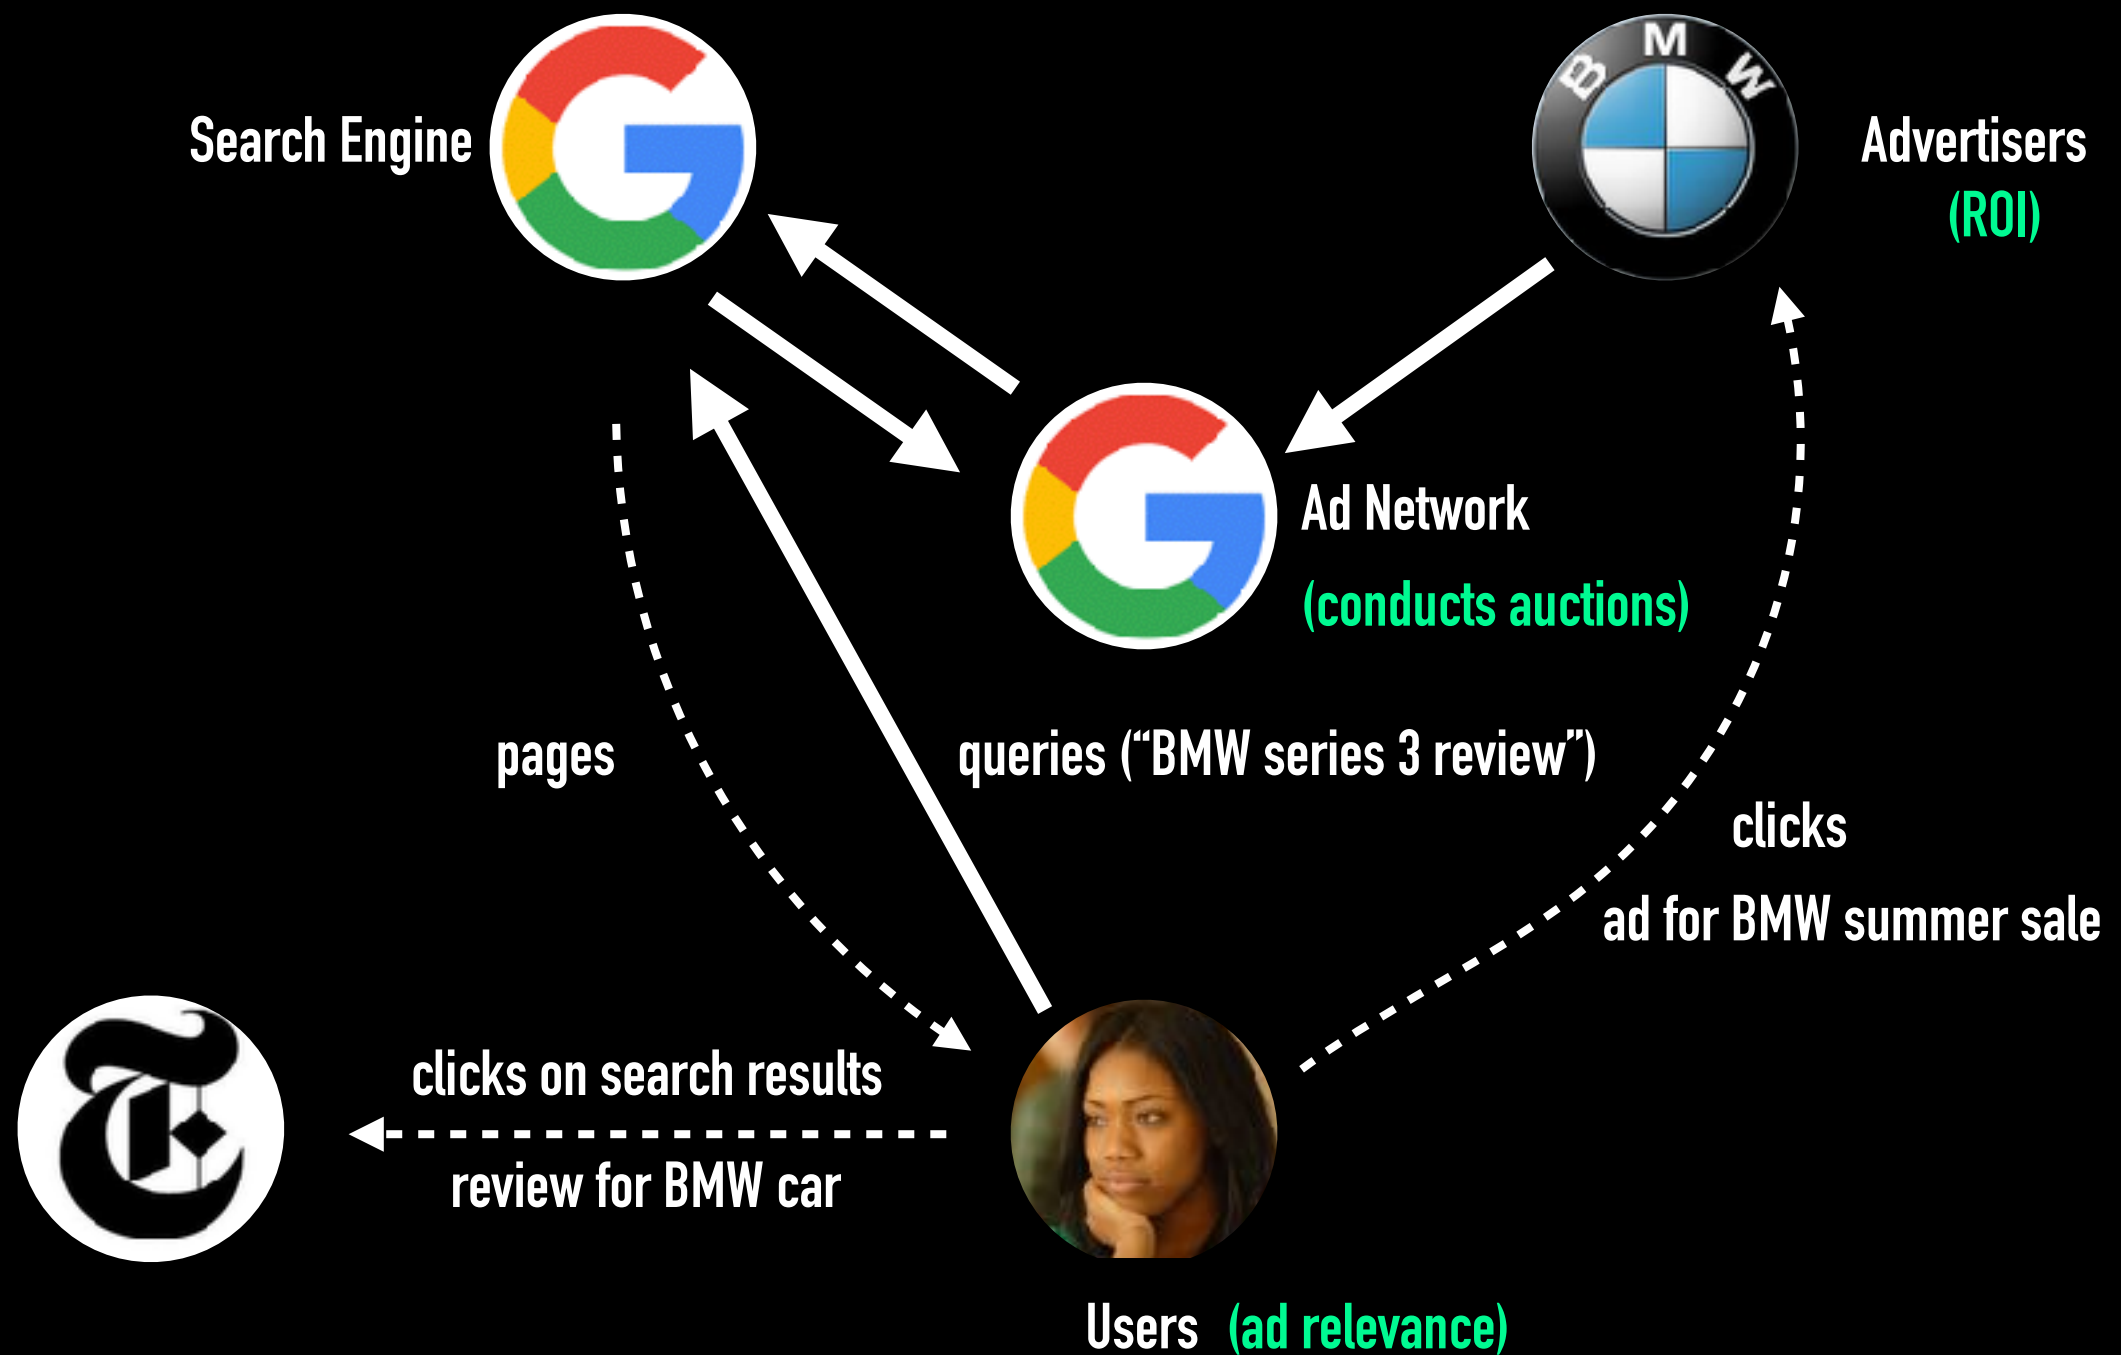 Search Engine
B M W
Advertisers
(ROI)
Ad Network
(conducts auctions)
pages
queries (“BMW series 3 review”)
clicks
ad for BMW summer sale
clicks on search results
review for BMW car
Users (ad relevance)